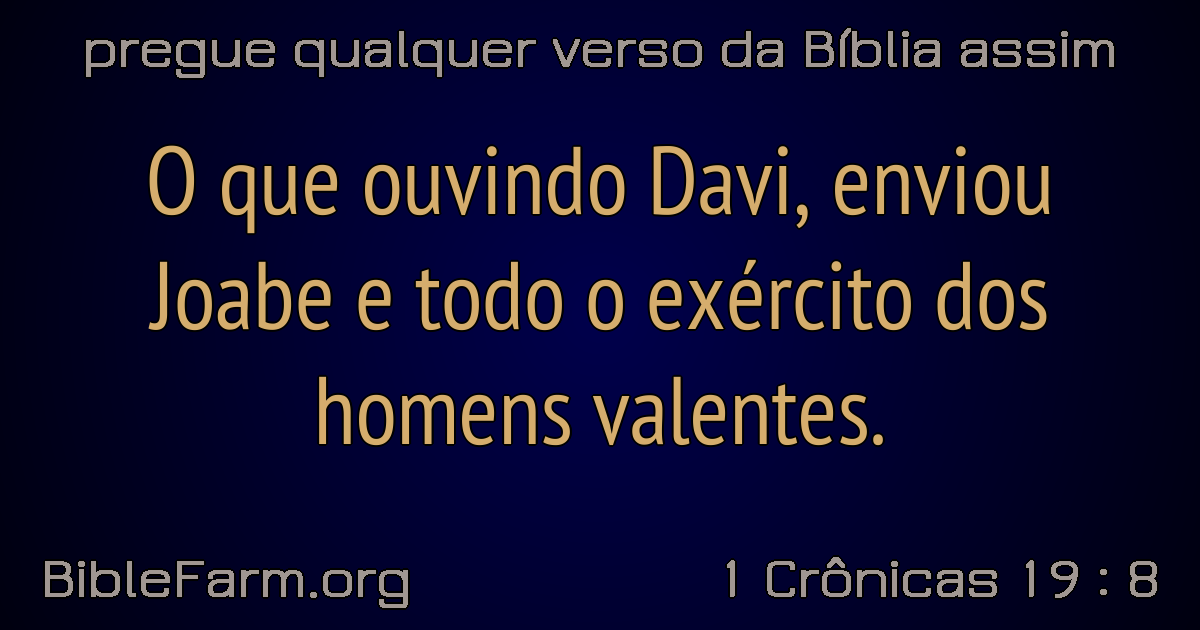 pregue qualquer verso da Bíblia assim
O que ouvindo Davi, enviou
Joabe e todo o exército dos
homens valentes.
BibleFarm.org
1 Crônicas 19 : 8